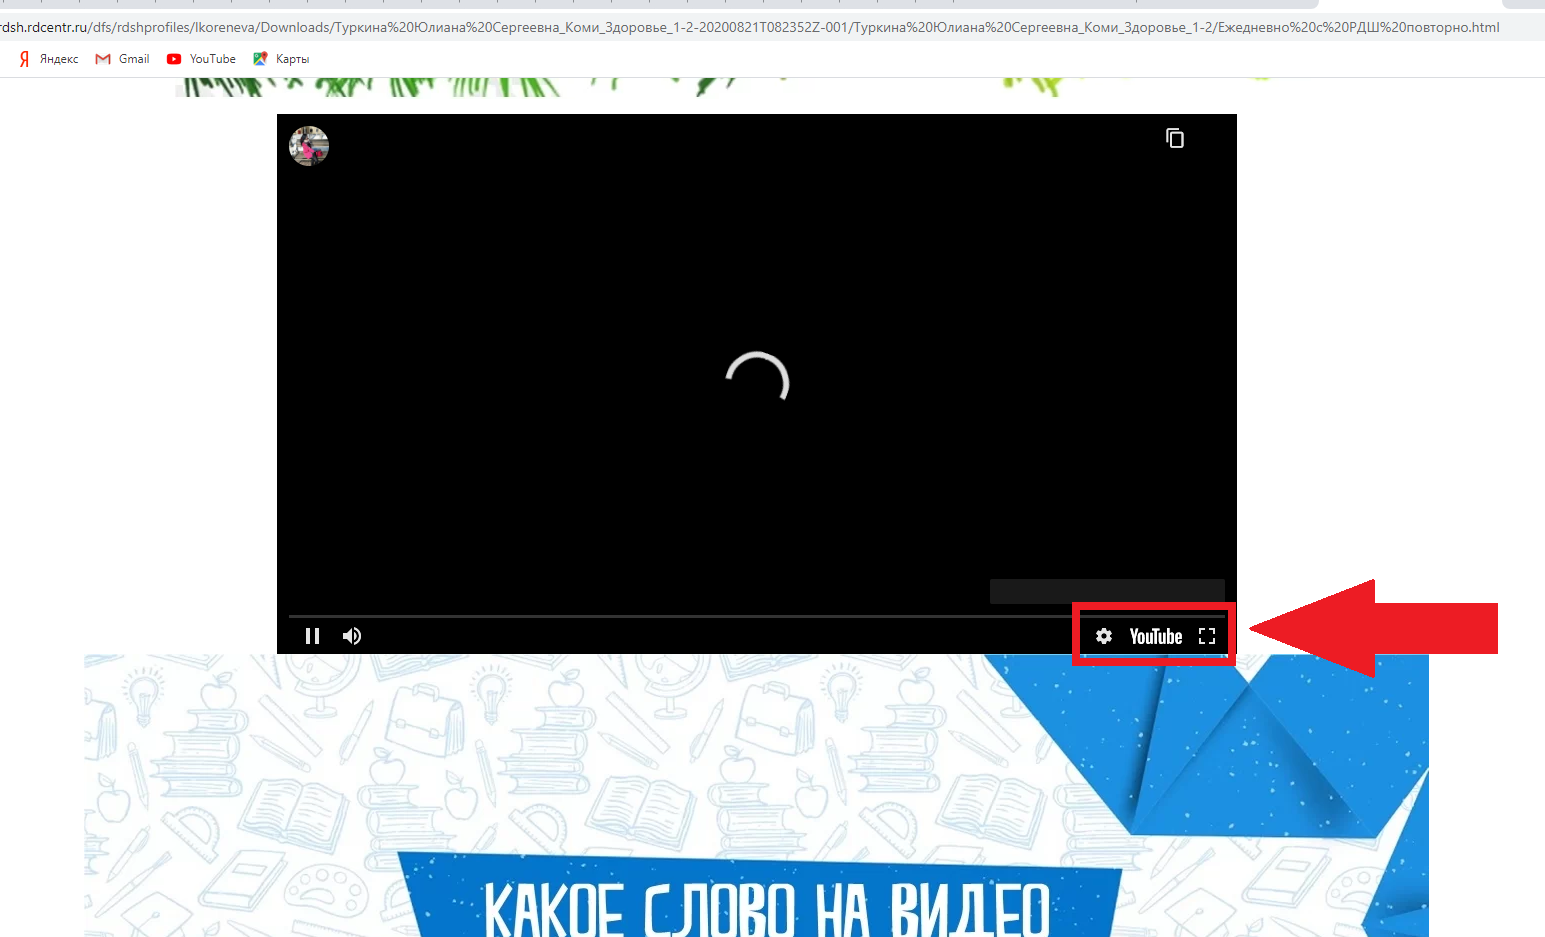 rdsh.rdcentr.ru/dfs/rdshprofiles/lkoreneva/Downloads/Туркина%20Юлиана%20Сергеевна_Коми_Здоровье_1-2-20200821T082352Z-001/Туркина%20Юлиана%20Сергеевна_Коми_Здоровье_1-2/Ежедневно%20с%20РДШ%20повторно.html
Яндекс Gmail YouTube Карты
YouTube
КАКОЕ СЛОВО НА ВИДЕО